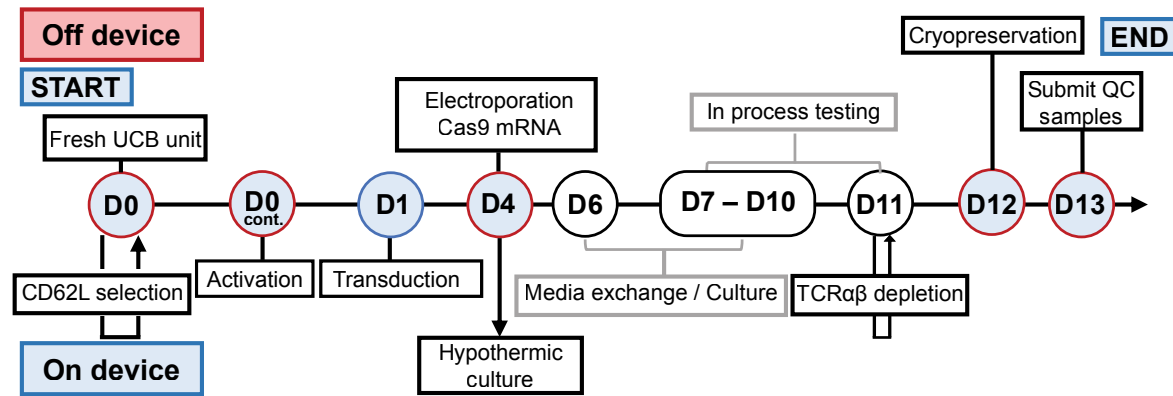 Off device
START
Fresh UCB unit
Electroporation
Cas9 mRNA
In process testing
Cryopreservation
END
Submit QC
samples
D0
D0
cont.
D1
D4
D6
D7 – D10
D11
D12
D13
CD62L selection
Activation
Transduction
Media exchange / Culture
TCRαβ depletion
On device
Hypothermic
culture